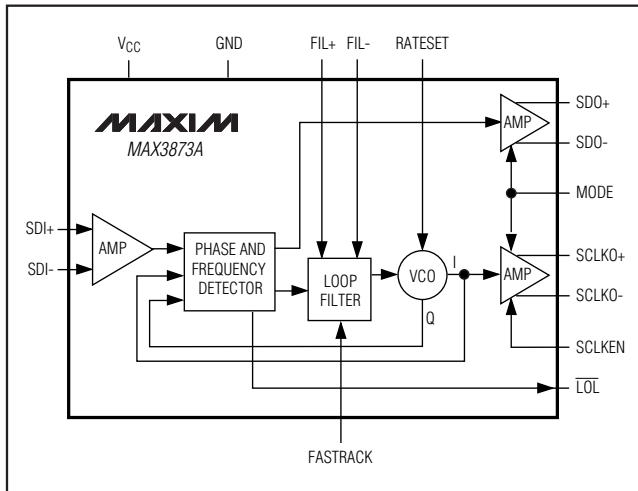 VCC GND FIL+ FIL- RATESET
MAXIM
MAX3873A
SDI+
SDI-
AMP
PHASE AND
FREQUENCY
DETECTOR
LOOP
FILTER
VCO
I
Q
AMP
SDO+
SDO-
MODE
AMP
SCLKO+
SCLKO-
SCLKEN
LOL
FASTRACK